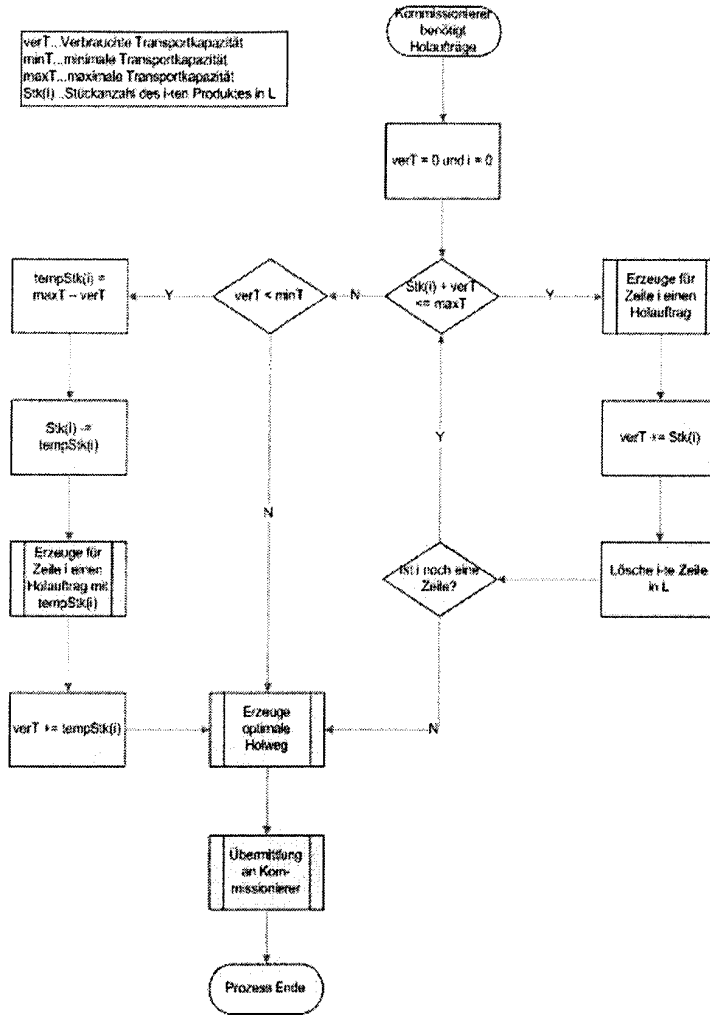 verT...Verbrauchte Transportkapazität
minT...minimale Transportkapazität
maxT...maximale Transportkapazität
Stk(i)...Stückanzahl des i-ten Produktes in L
Kommissionierer
benötigt
Holaufträge
verT = 0 und i = 0
tempStk(i) =
maxT – verT
Y
verT < minT
N
Stk(i) + verT
<= maxT
Y
Erzeuge für
Zeile i einen
Holauftrag
Stk(i) -=
tempStk(i)
Y
verT += Stk(i)
N
Erzeuge für
Zeile i einen
Holauftrag mit
tempStk(i)
Ist i noch eine
Zeile?
Lösche i-te Zeile
in L
verT += tempStk(i)
Erzeuge
optimale
Holweg
N
Übermittlung
an Kom-
missionierer
Prozess Ende